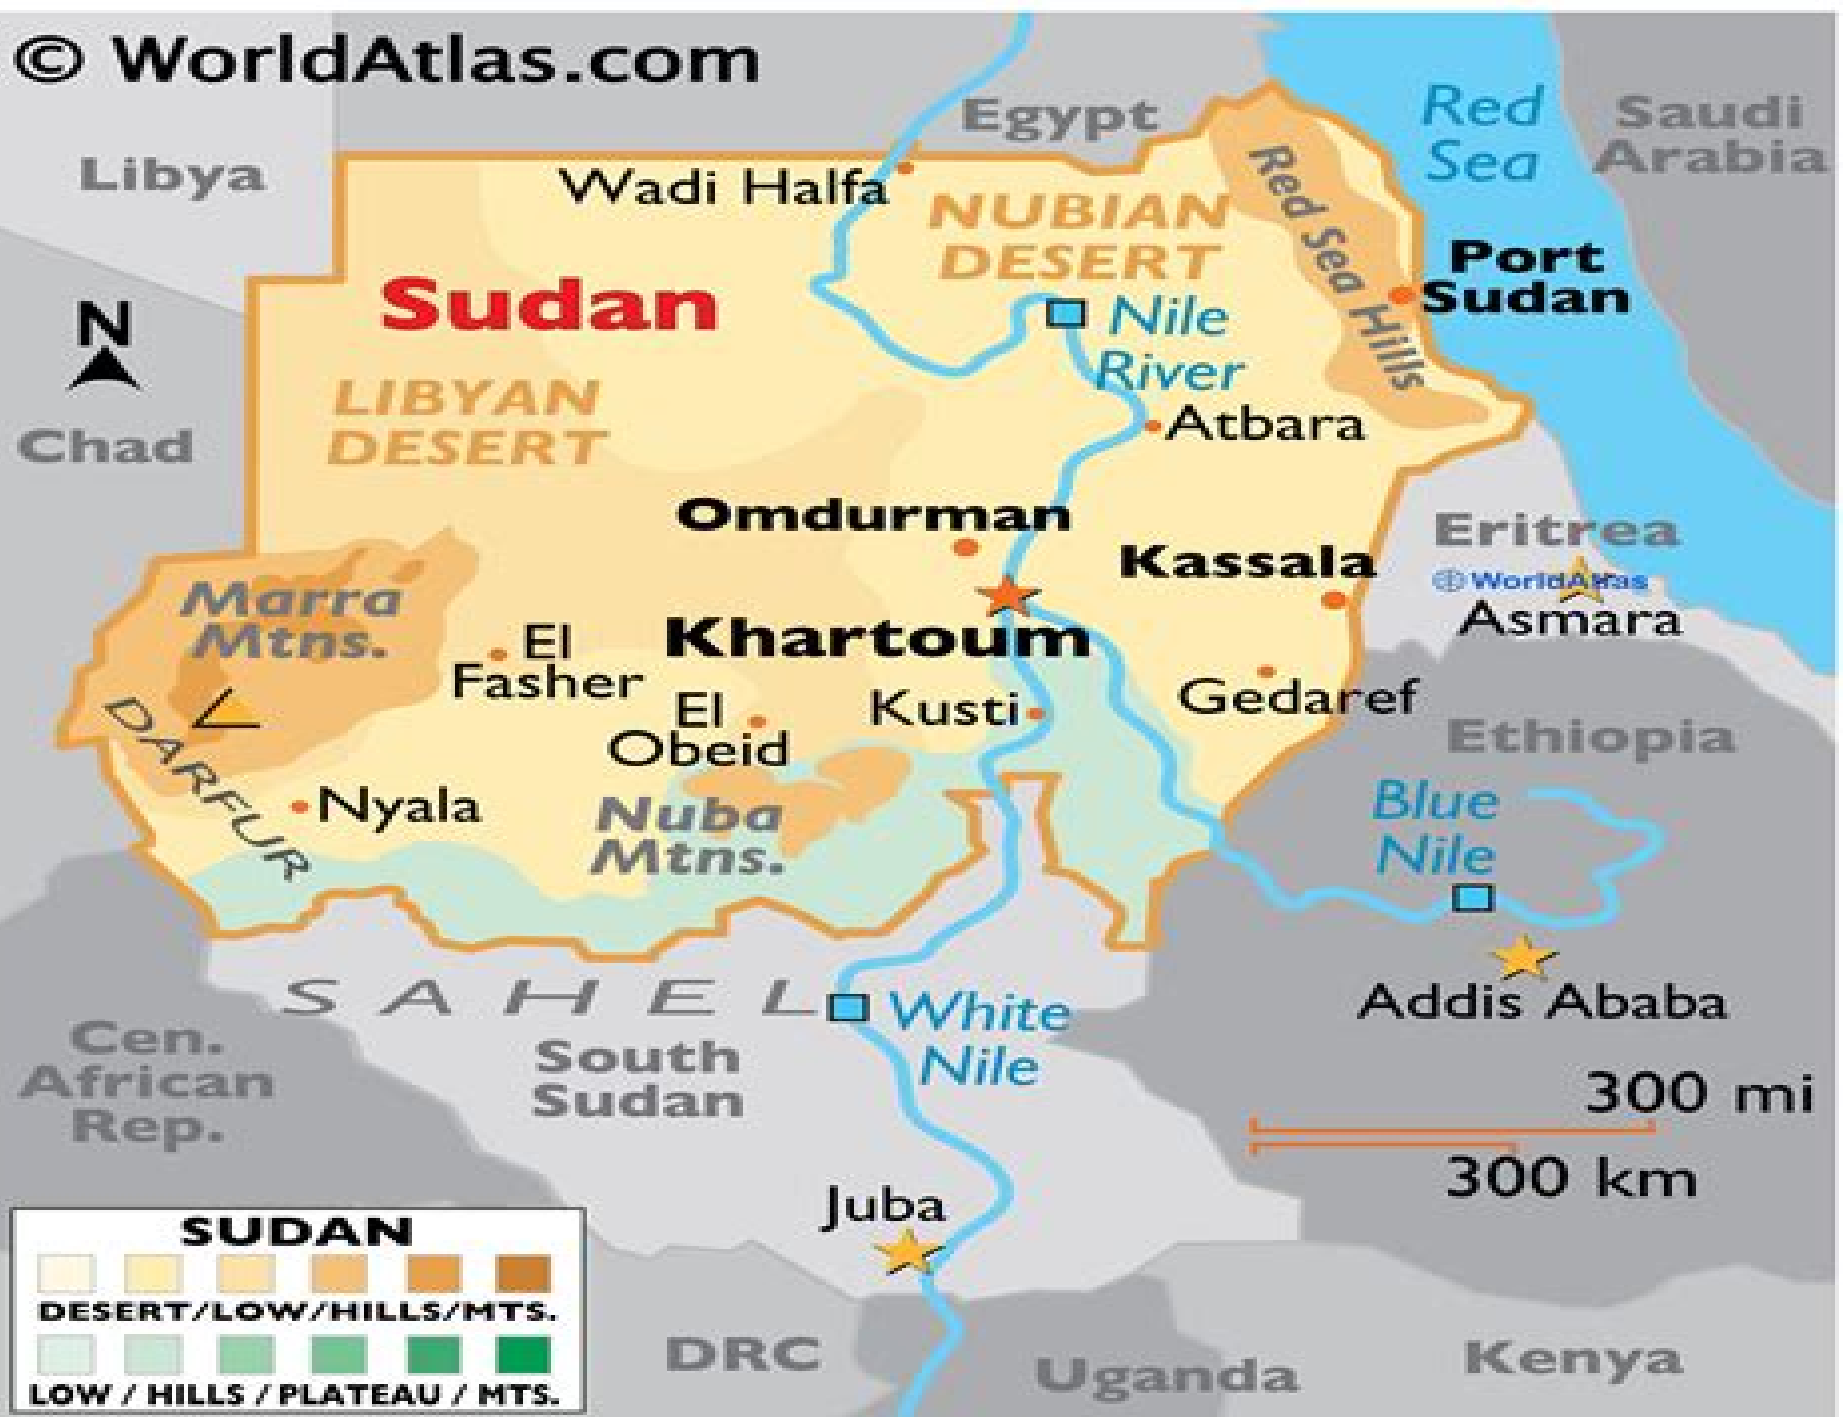 © WorldAtlas.com
Libya
Egypt
Red
Sea
Saudi
Arabia
Wadi Halfa
NUBIAN
DESERT
Red Sea Hills
Port
Sudan
N
Sudan
Nile
River
LIBYAN
DESERT
Chad
Atbara
Omdurman
Kassala
Eritrea
WorldAtlas
Asmara
Marra
Mtns.
El
Fasher
Khartoum
El
Obeid
Kusti
Gedaref
Ethiopia
DARFUR
Nyala
Nuba
Mtns.
Blue
Nile
SAHEL
White
Nile
Addis Ababa
Cen.
African
Rep.
South
Sudan
300 mi
300 km
Juba
SUDAN
DESERT/LOW/HILLS/MTS.
LOW / HILLS / PLATEAU / MTS.
DRC
Uganda
Kenya